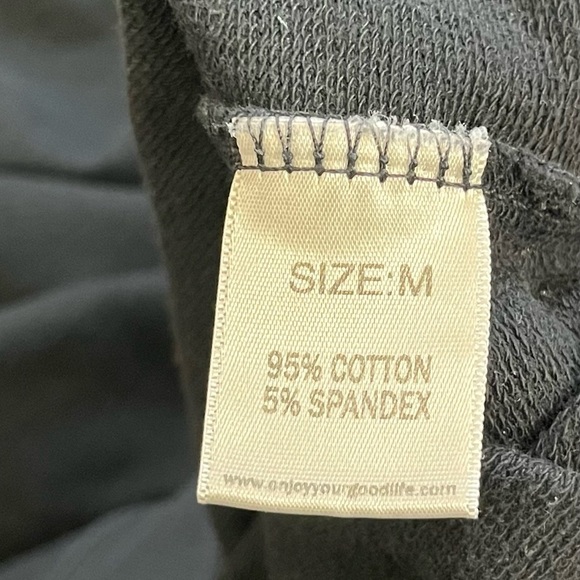 SIZE:M
95% COTTON
5% SPANDEX
www.enjoyyourgoodlife.com